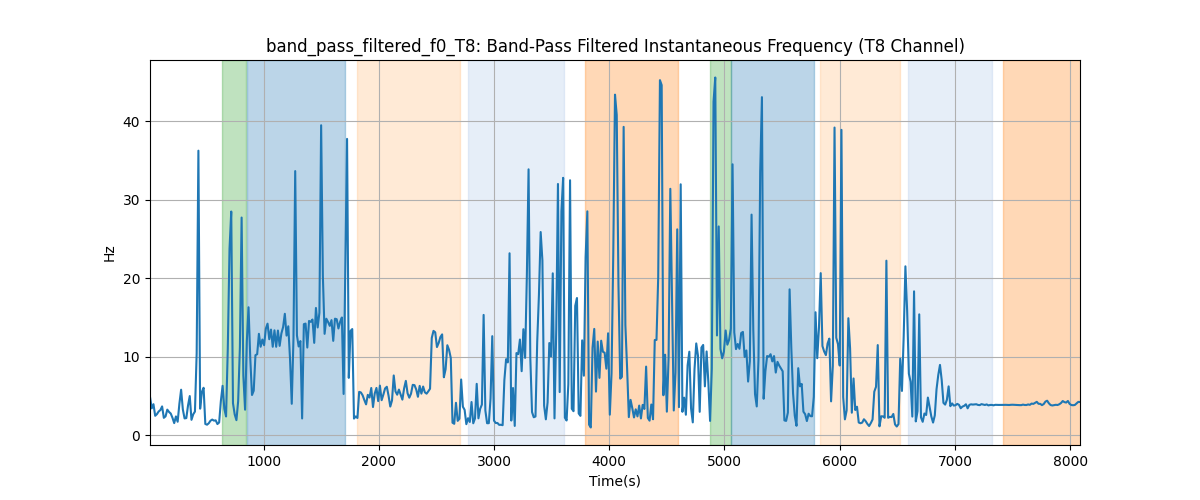 band_pass_filtered_f0_T8: Band-Pass Filtered Instantaneous Frequency (T8 Channel)
40
30
20
10
0
Hz
1000 2000 3000 4000 5000 6000 7000 8000
Time(s)